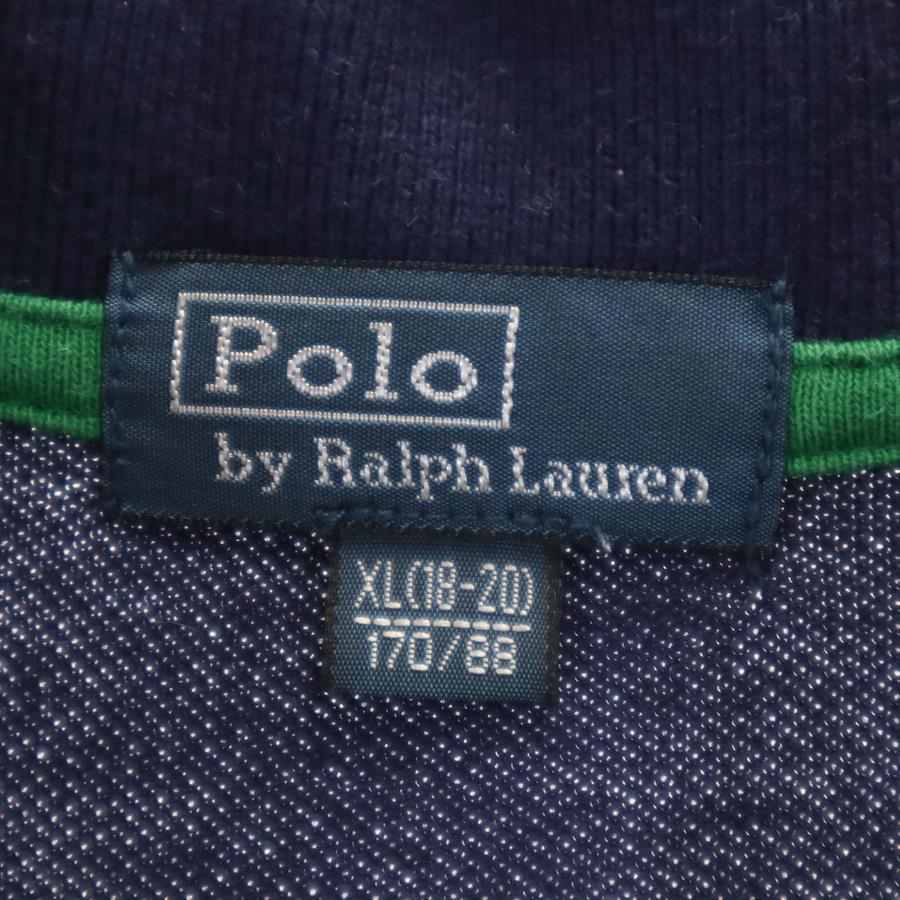 Polo
by Ralph Lauren
XL(18-20)
170/88